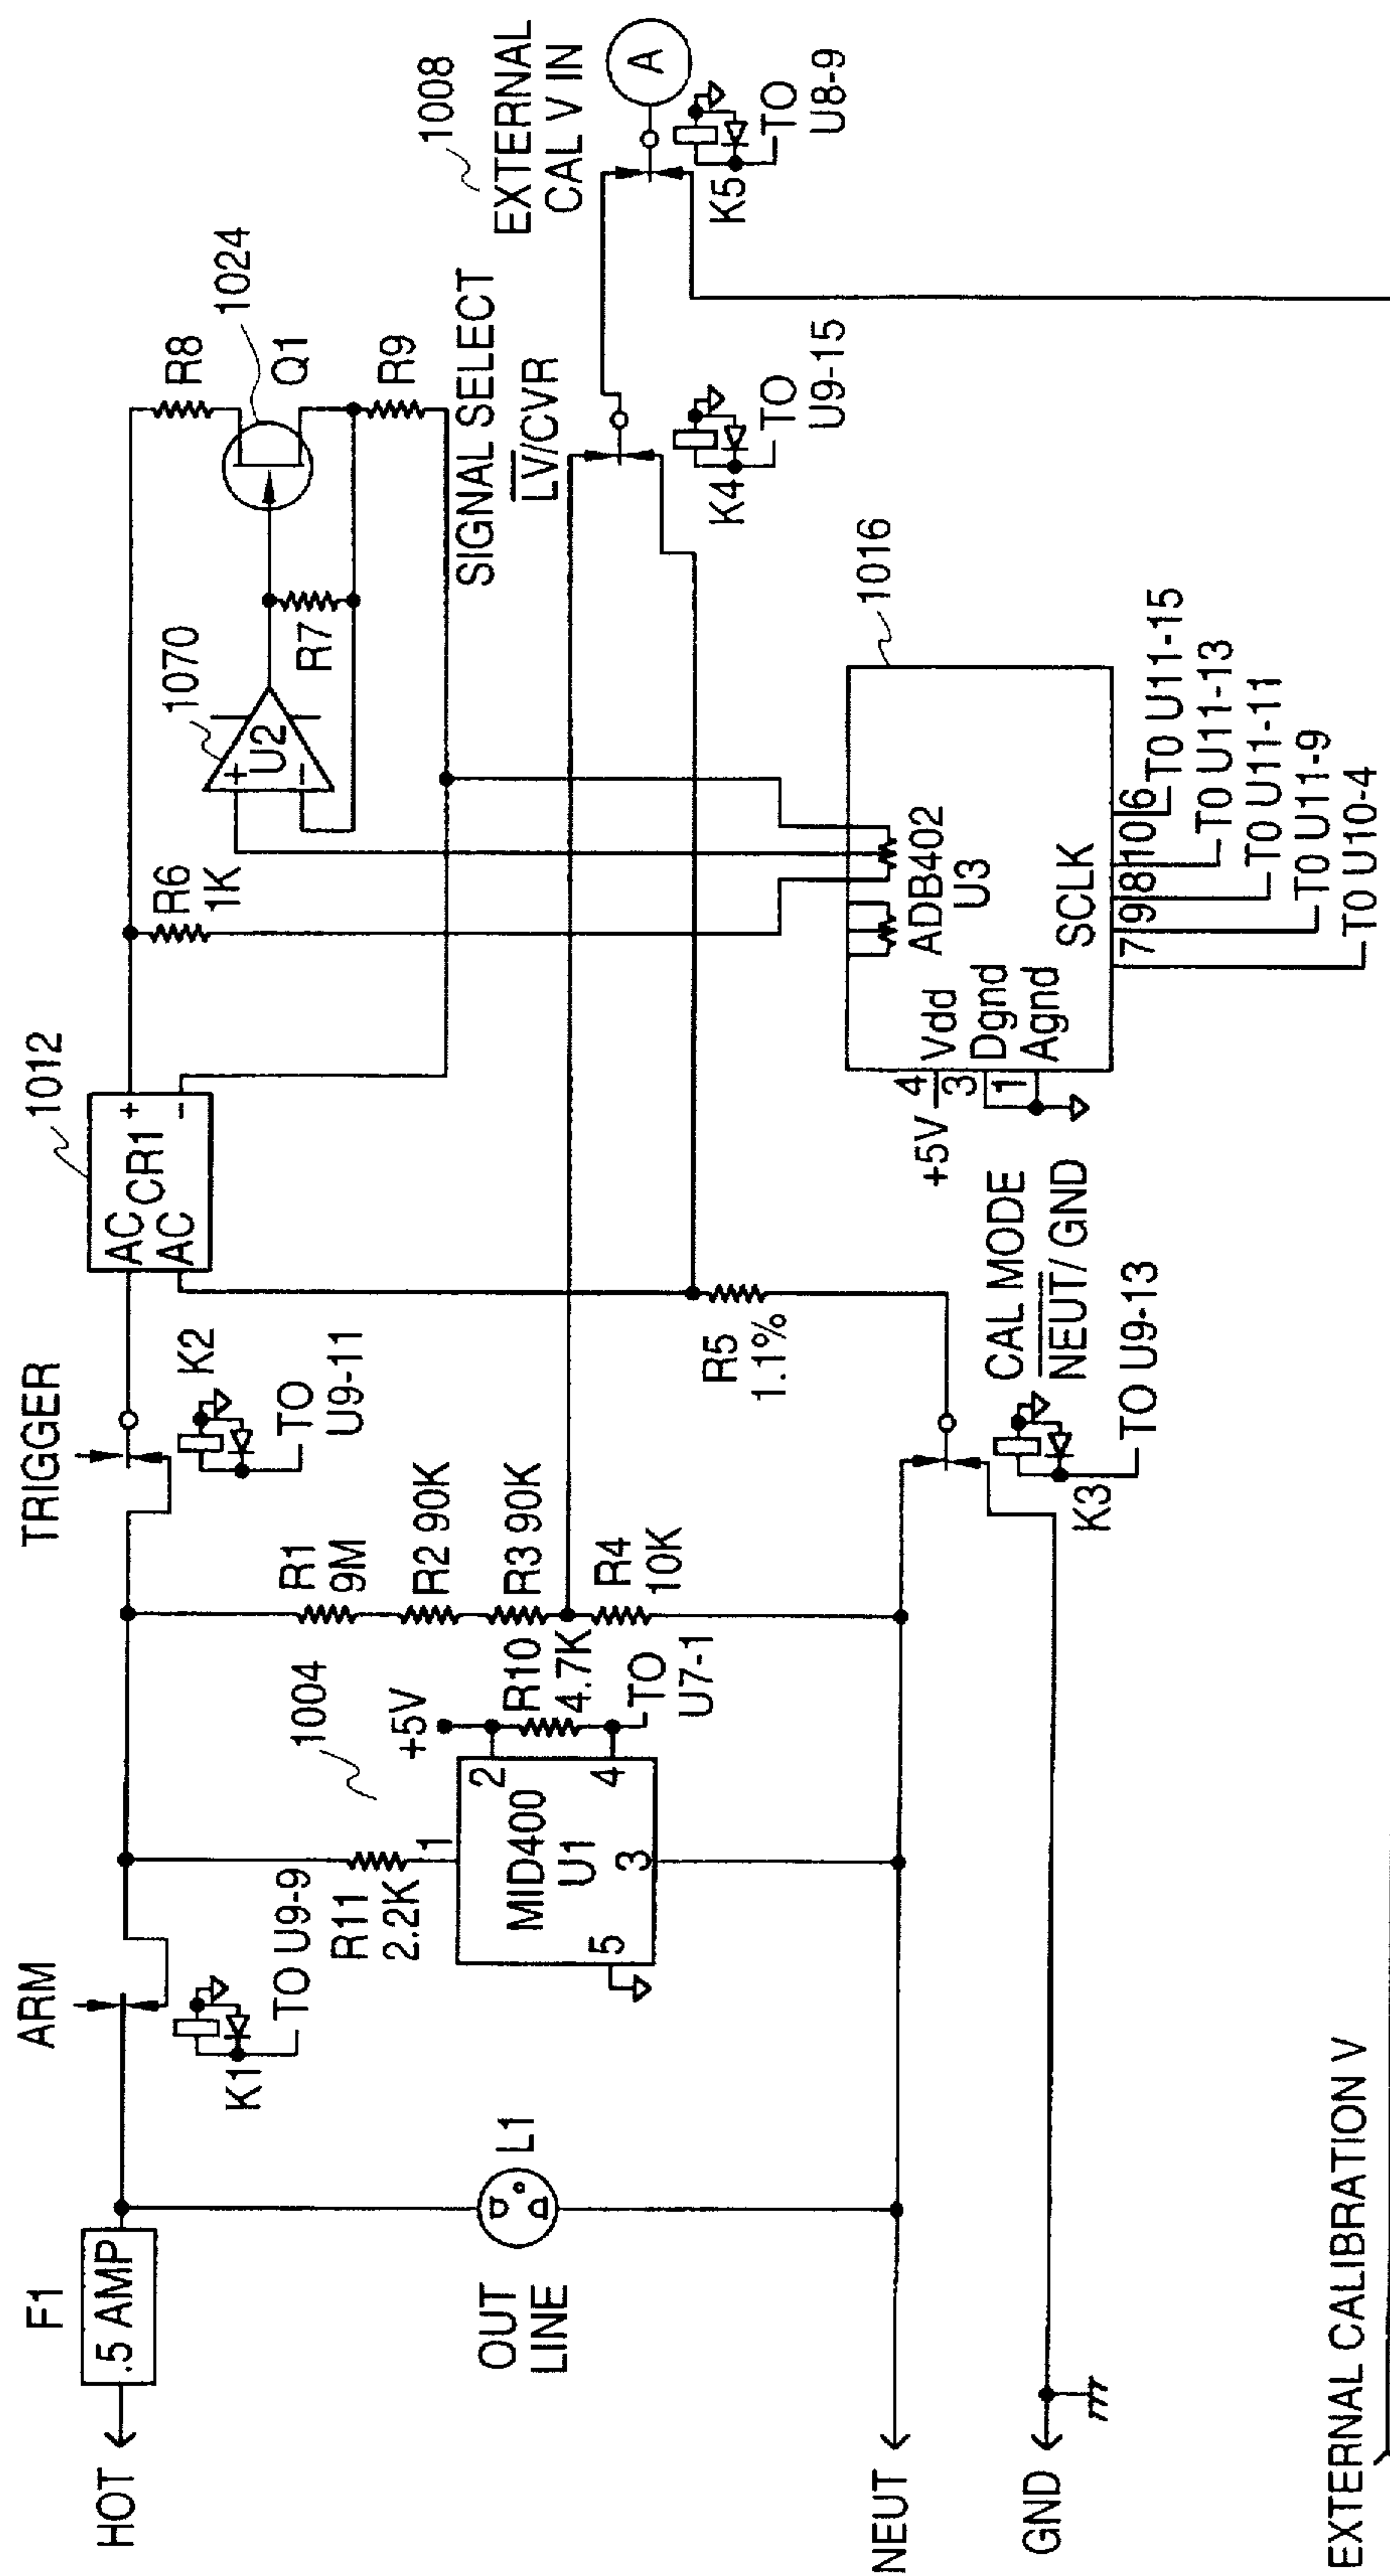 HOT
F1
.5 AMP
ARM
K1
TO U9-9
TRIGGER
K2
TO
U9-11
1012
AC
AC
CR1
+
-
R6
1K
1070
U2
+
-
R7
R8
1024
Q1
R9
SIGNAL SELECT
LV/CVR
1008
EXTERNAL
CAL V IN
A
K5
TO
U8-9
K4
TO
U9-15
OUT
LINE
L1
R11
2.2K
1004
1
MID400
U1
2
4
3
5
+5V
R10
4.7K
TO
U7-1
R1
9M
R2 90K
R3 90K
R4
10K
R5
1.1%
CAL MODE
NEUT/GND
K3
TO U9-13
1016
ADB402
U3
+5V
4
Vdd
3
Dgnd
1
Agnd
SCLK
7
9
8
10
6
TO U11-15
TO U11-13
TO U11-11
TO U11-9
TO U10-4
NEUT
GND
EXTERNAL CALIBRATION V